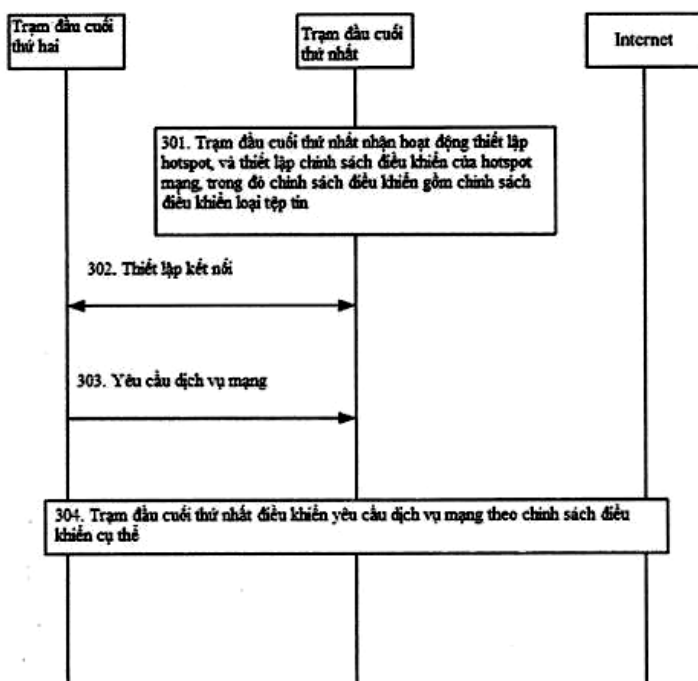 Trạm đầu cuối
thứ hai
Trạm đầu cuối
thứ nhất
Internet
301. Trạm đầu cuối thứ nhất nhận hoạt động thiết lập
hotspot, và thiết lập chính sách điều khiển của hotspot
mạng, trong đó chính sách điều khiển gồm chính sách
điều khiển loại tệp tin
302. Thiết lập kết nối
303. Yêu cầu dịch vụ mạng
304. Trạm đầu cuối thứ nhất điều khiển yêu cầu dịch vụ mạng theo chính sách điều
khiển cụ thể